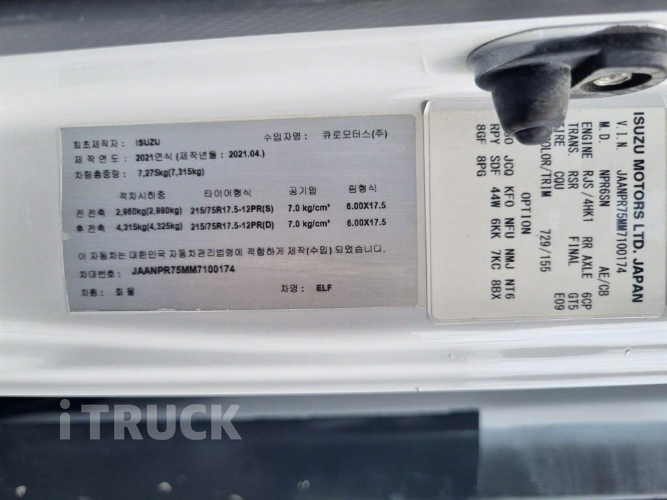 최초제작자 : ISUZU 수입자명 : 큐로모터스(주)
제 작 연 도 : 2021연식 (제작년월 : 2021.04.)
차량총중량 : 7,275kg(7,315kg)
적차시하중 타이어형식 공기압 림형식
전 전축 2,960kg(2,990kg) 215/75R17.5-12PR(S) 7.0 kg/cm² 6.00X17.5
후 전축 4,315kg(4,325kg) 215/75R17.5-12PR(D) 7.0 kg/cm² 6.00X17.5
이 자동차는 대한민국 자동차관리법령에 적합하게 제작(수입) 되었습니다.
차대번호 : JAANPR75MM7100174
차종 : 화 물 차명 : ELF
ISUZU MOTORS LTD. JAPAN
V.I.N. JAANPR75MM7100174
M.D. NPR6SN AE/CB
ENGINE RJS/4HK1 RR AXLE 6CP
TRANS. RSR FINAL GT5
CQU E09
COLOR/TRIM 729/155
OPTION
JCQ KFO NFU NMJ NT6
RPY SDF 44W 6KK 7KC 8BX
8GF 8PG
iTRUCK